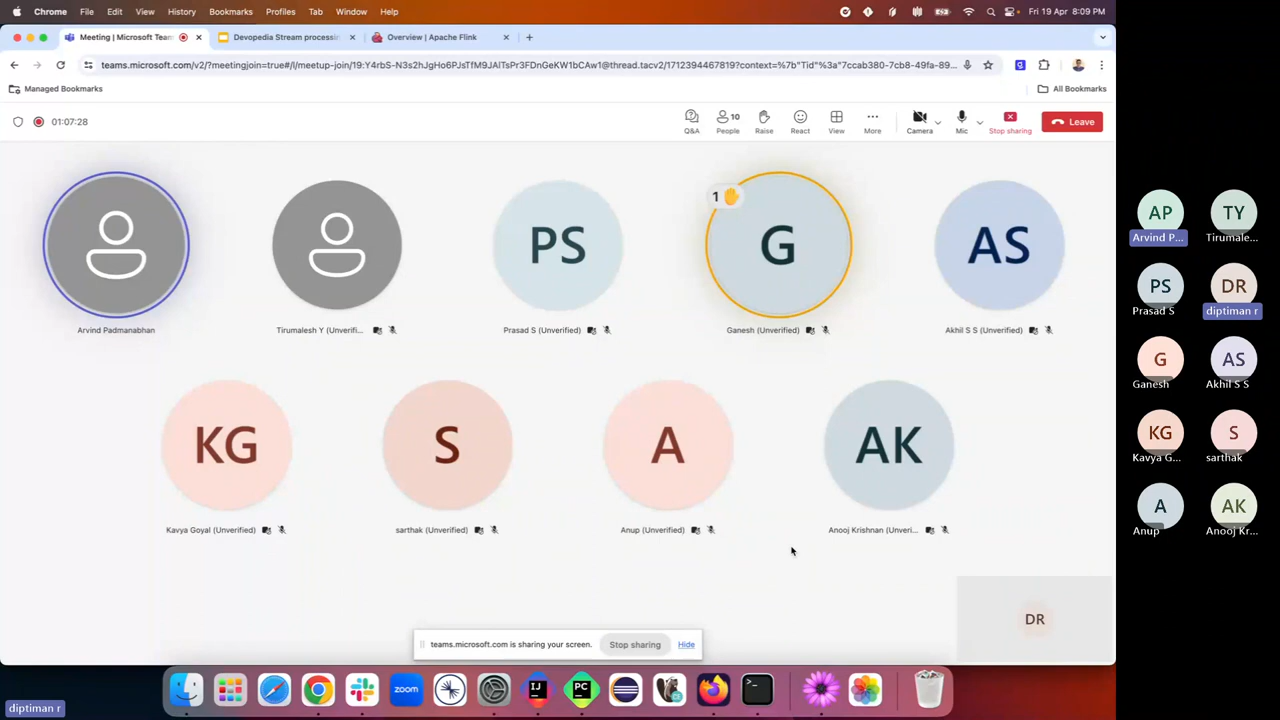 Chrome File Edit View History Bookmarks Profiles Tab Window Help Fri 19 Apr 8:09 PM
Meeting | Microsoft Team Devopedia Stream processin Overview | Apache Flink
teams.microsoft.com/v2/?meetingjoin=true#/l/meetup-join/19:Y4rbS-N3s2hJgHo6PJsTfM9JAlTsPr3FDnGeKW1bCAw1@thread.tacv2/1712394467819?context=%7b"Tid"%3a"7ccab380-7cb8-49fa-89...
Managed Bookmarks All Bookmarks
01:07:28
10
Q&A People Raise React View More Camera Mic Stop sharing Leave
1
PS G AS
Arvind Padmanabhan Tirumalesh Y (Unverifi... Prasad S (Unverified) Ganesh (Unverified) Akhil S S (Unverified)
KG S A AK
Kavya Goyal (Unverified) sarthak (Unverified) Anup (Unverified) Anooj Krishnan (Unveri...
DR
teams.microsoft.com is sharing your screen. Stop sharing Hide
zoom
IJ PC
diptiman r
AP TY
Arvind P... Tirumale...
PS DR
Prasad S diptiman r
G AS
Ganesh Akhil S S
KG S
Kavya G... sarthak
A AK
Anup Anooj Kr...